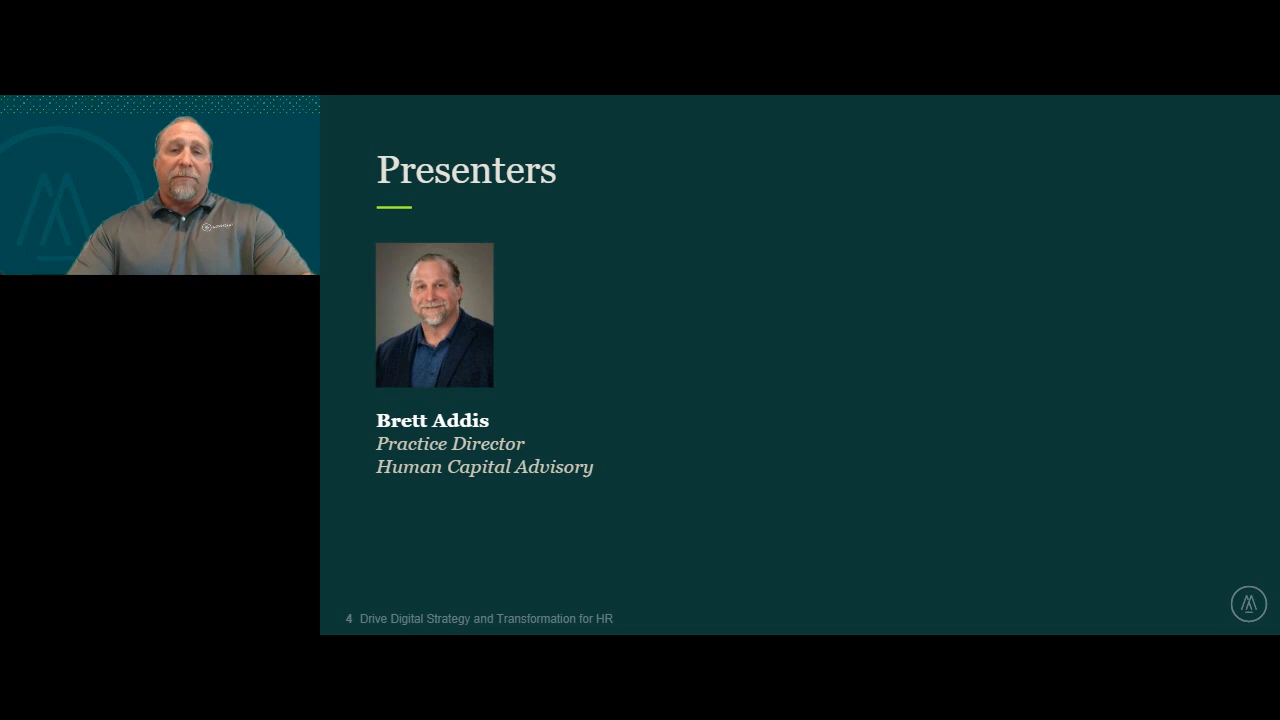 Presenters
Brett Addis
Practice Director
Human Capital Advisory
4 Drive Digital Strategy and Transformation for HR